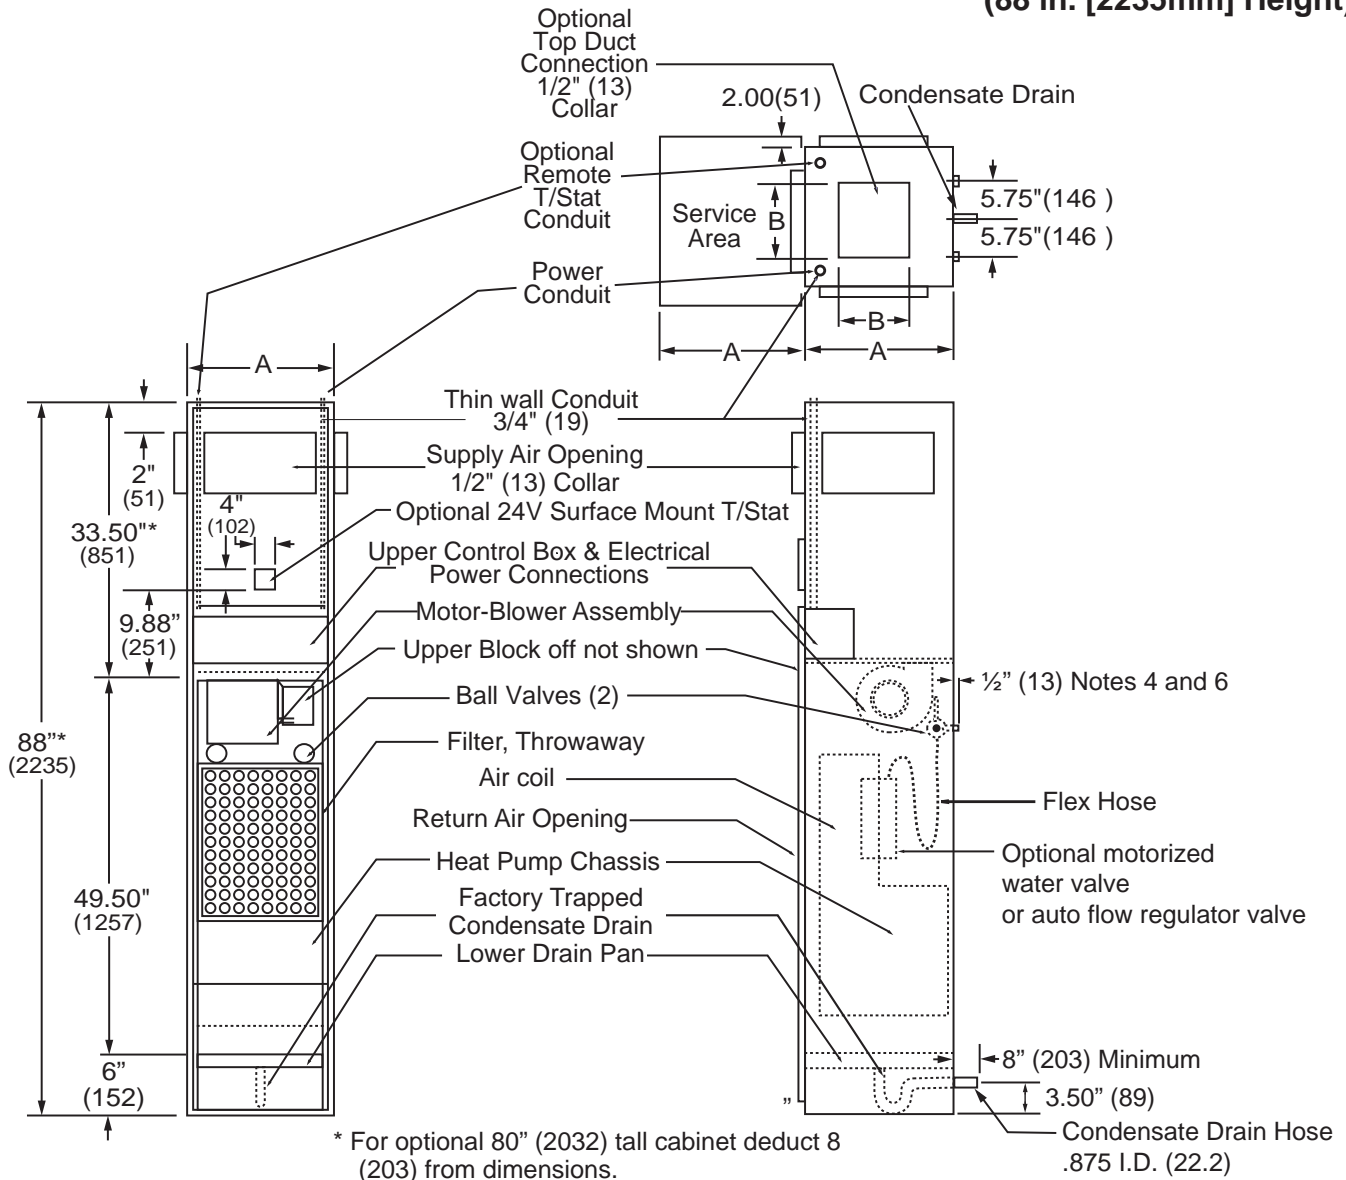 (88 in. [2235mm] Height)
Optional
Top Duct
Connection
1/2" (13)
Collar
2.00(51)
Condensate Drain
Optional
Remote
T/Stat
Conduit
5.75"(146 )
5.75"(146 )
Service
Area
B
Power
Conduit
B
A
A
A
Thin wall Conduit
3/4" (19)
2"
(51)
Supply Air Opening
1/2" (13) Collar
4"
(102)
Optional 24V Surface Mount T/Stat
33.50"*
(851)
Upper Control Box & Electrical
Power Connections
9.88”
(251)
Motor-Blower Assembly
Upper Block off not shown
½” (13) Notes 4 and 6
Ball Valves (2)
88”*
(2235)
Filter, Throwaway
Air coil
Flex Hose
Return Air Opening
Heat Pump Chassis
Optional motorized
water valve
or auto flow regulator valve
49.50"
(1257)
Factory Trapped
Condensate Drain
Lower Drain Pan
6”
(152)
8” (203) Minimum
3.50” (89)
”
* For optional 80” (2032) tall cabinet deduct 8
(203) from dimensions.
Condensate Drain Hose
.875 I.D. (22.2)